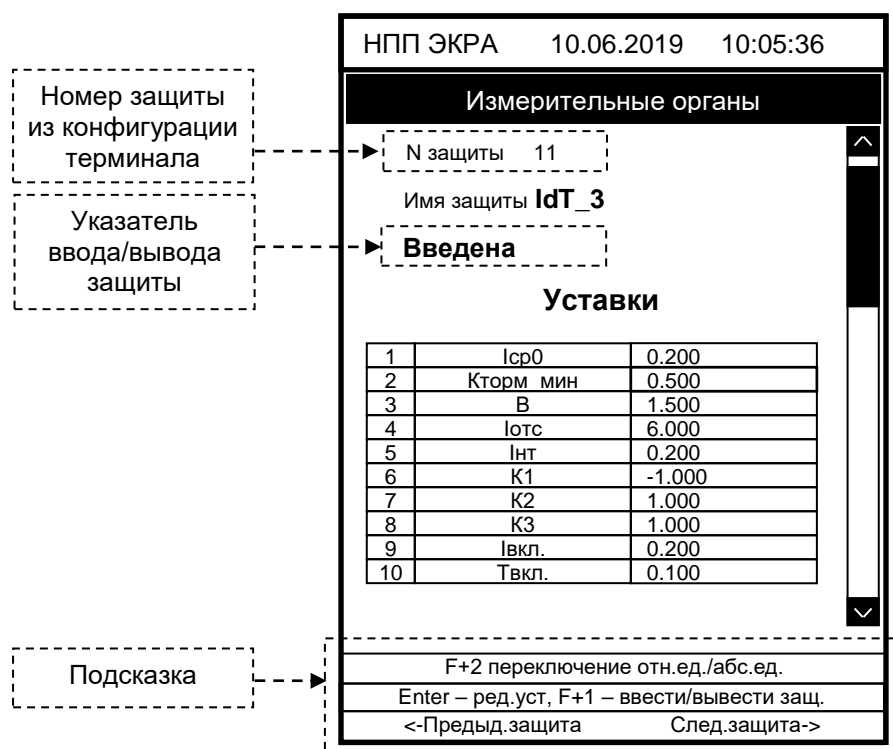 НПП ЭКРА 10.06.2019 10:05:36
Измерительные органы
Номер защиты
из конфигурации
терминала
N защиты 11
Имя защиты IdT_3
Указатель
ввода/вывода
защиты
Введена
Уставки
1 Iср0 0.200
2 Кторм_мин 0.500
3 В 1.500
4 Iотс 6.000
5 Iнт 0.200
6 К1 -1.000
7 К2 1.000
8 К3 1.000
9 Iвкл. 0.200
10 Твкл. 0.100
Подсказка
F+2 переключение отн.ед./абс.ед.
Enter – ред.уст, F+1 – ввести/вывести защ.
<-Предыд.защита След.защита->